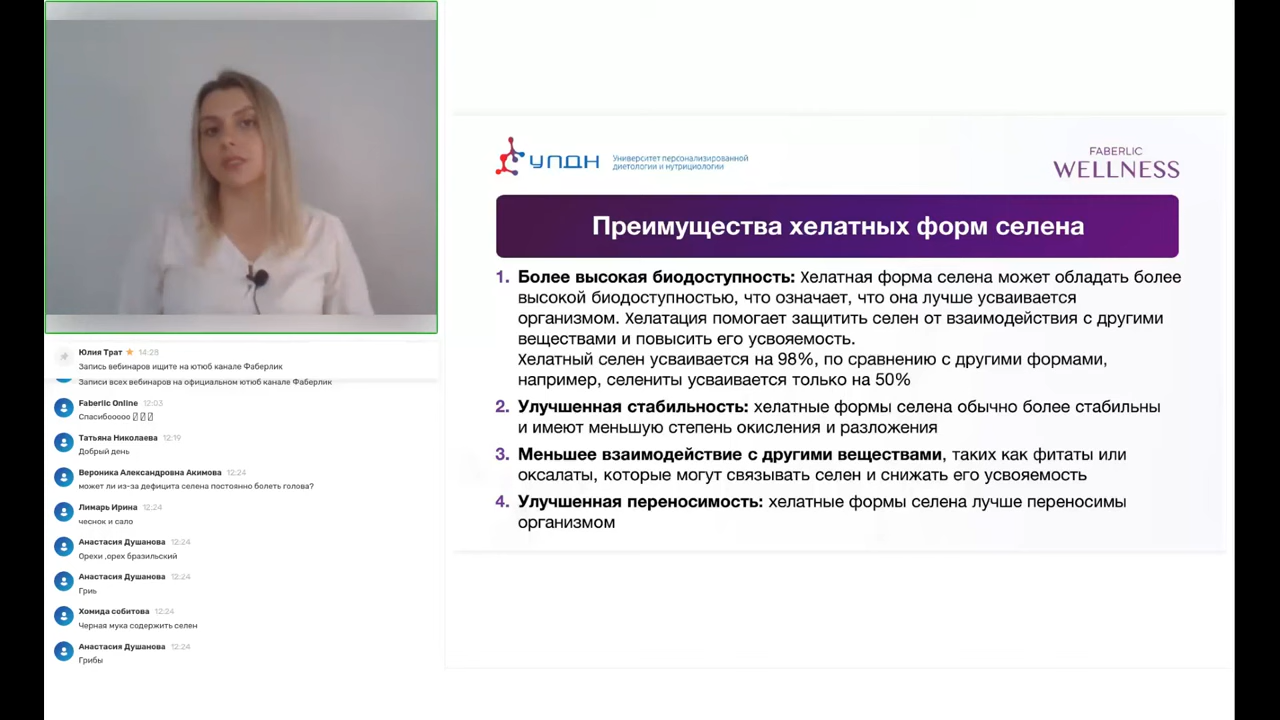 Юлия Трат 14:28
Запись вебинаров ищите на ютюб канале Фаберлик
Записи всех вебинаров на официальном ютюб канале Фаберлик
Faberlic Online 12:03
Спасибооооо
Татьяна Николаева 12:19
Добрый день
Вероника Александровна Акимова 12:24
может ли из-за дефицита селена постоянно болеть голова?
Лимарь Ирина 12:24
чеснок и сало
Анастасия Душанова 12:24
Орехи ,орех бразильский
Анастасия Душанова 12:24
Гриь
Хомида собитова 12:24
Черная мука содержить селен
Анастасия Душанова 12:24
Грибы
УПДН
Университет персонализированной
диетологии и нутрициологии
FABERLIC
WELLNESS
Преимущества хелатных форм селена
1. Более высокая биодоступность: Хелатная форма селена может обладать более
высокой биодоступностью, что означает, что она лучше усваивается
организмом. Хелатация помогает защитить селен от взаимодействия с другими
веществами и повысить его усвояемость.
Хелатный селен усваивается на 98%, по сравнению с другими формами,
например, селениты усваивается только на 50%
2. Улучшенная стабильность: хелатные формы селена обычно более стабильны
и имеют меньшую степень окисления и разложения
3. Меньшее взаимодействие с другими веществами, таких как фитаты или
оксалаты, которые могут связывать селен и снижать его усвояемость
4. Улучшенная переносимость: хелатные формы селена лучше переносимы
организмом